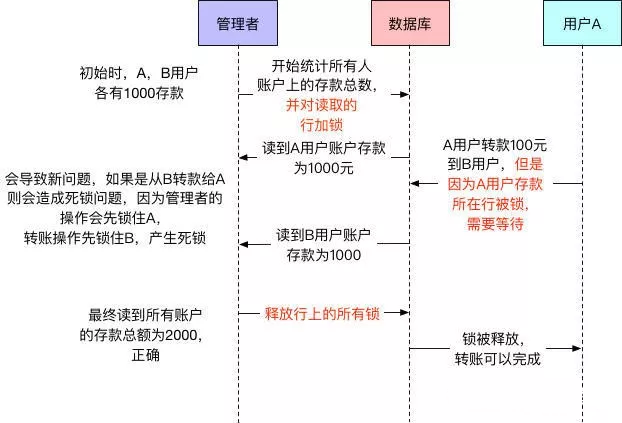 管理者
数据库
用户A
初始时，A，B用户
各有1000存款
开始统计所有人
账户上的存款总数，
并对读取的
行加锁
读到A用户账户存款
为1000元
A用户转款100元
到B用户，但是
因为A用户存款
所在行被锁，
需要等待
会导致新问题，如果是从B转款给A
则会造成死锁问题，因为管理者的
操作会先锁住A，
转账操作先锁住B，产生死锁
读到B用户账户
存款为1000
最终读到所有账户
的存款总额为2000，
正确
释放行上的所有锁
锁被释放，
转账可以完成